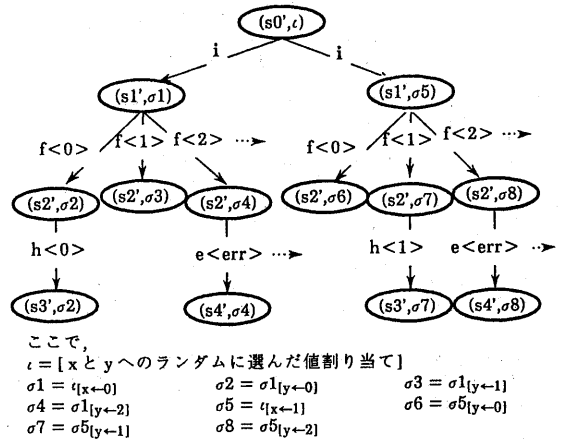 (s0',ι)
i i
(s1',σ1) (s1',σ5)
f<0> f<1> f<2> ⋯→ f<0> f<1> f<2> ⋯→
(s2',σ2) (s2',σ3) (s2',σ4) (s2',σ6) (s2',σ7) (s2',σ8)
h<0> e<err> ⋯→ h<1> e<err> ⋯→
(s3',σ2) (s4',σ4) (s3',σ7) (s4',σ8)
ここで,
ι=[xとyへのランダムに選んだ値割り当て]
σ1 = ι[x←0] σ2 = σ1[y←0] σ3 = σ1[y←1]
σ4 = σ1[y←2] σ5 = ι[x←1] σ6 = σ5[y←0]
σ7 = σ5[y←1] σ8 = σ5[y←2]